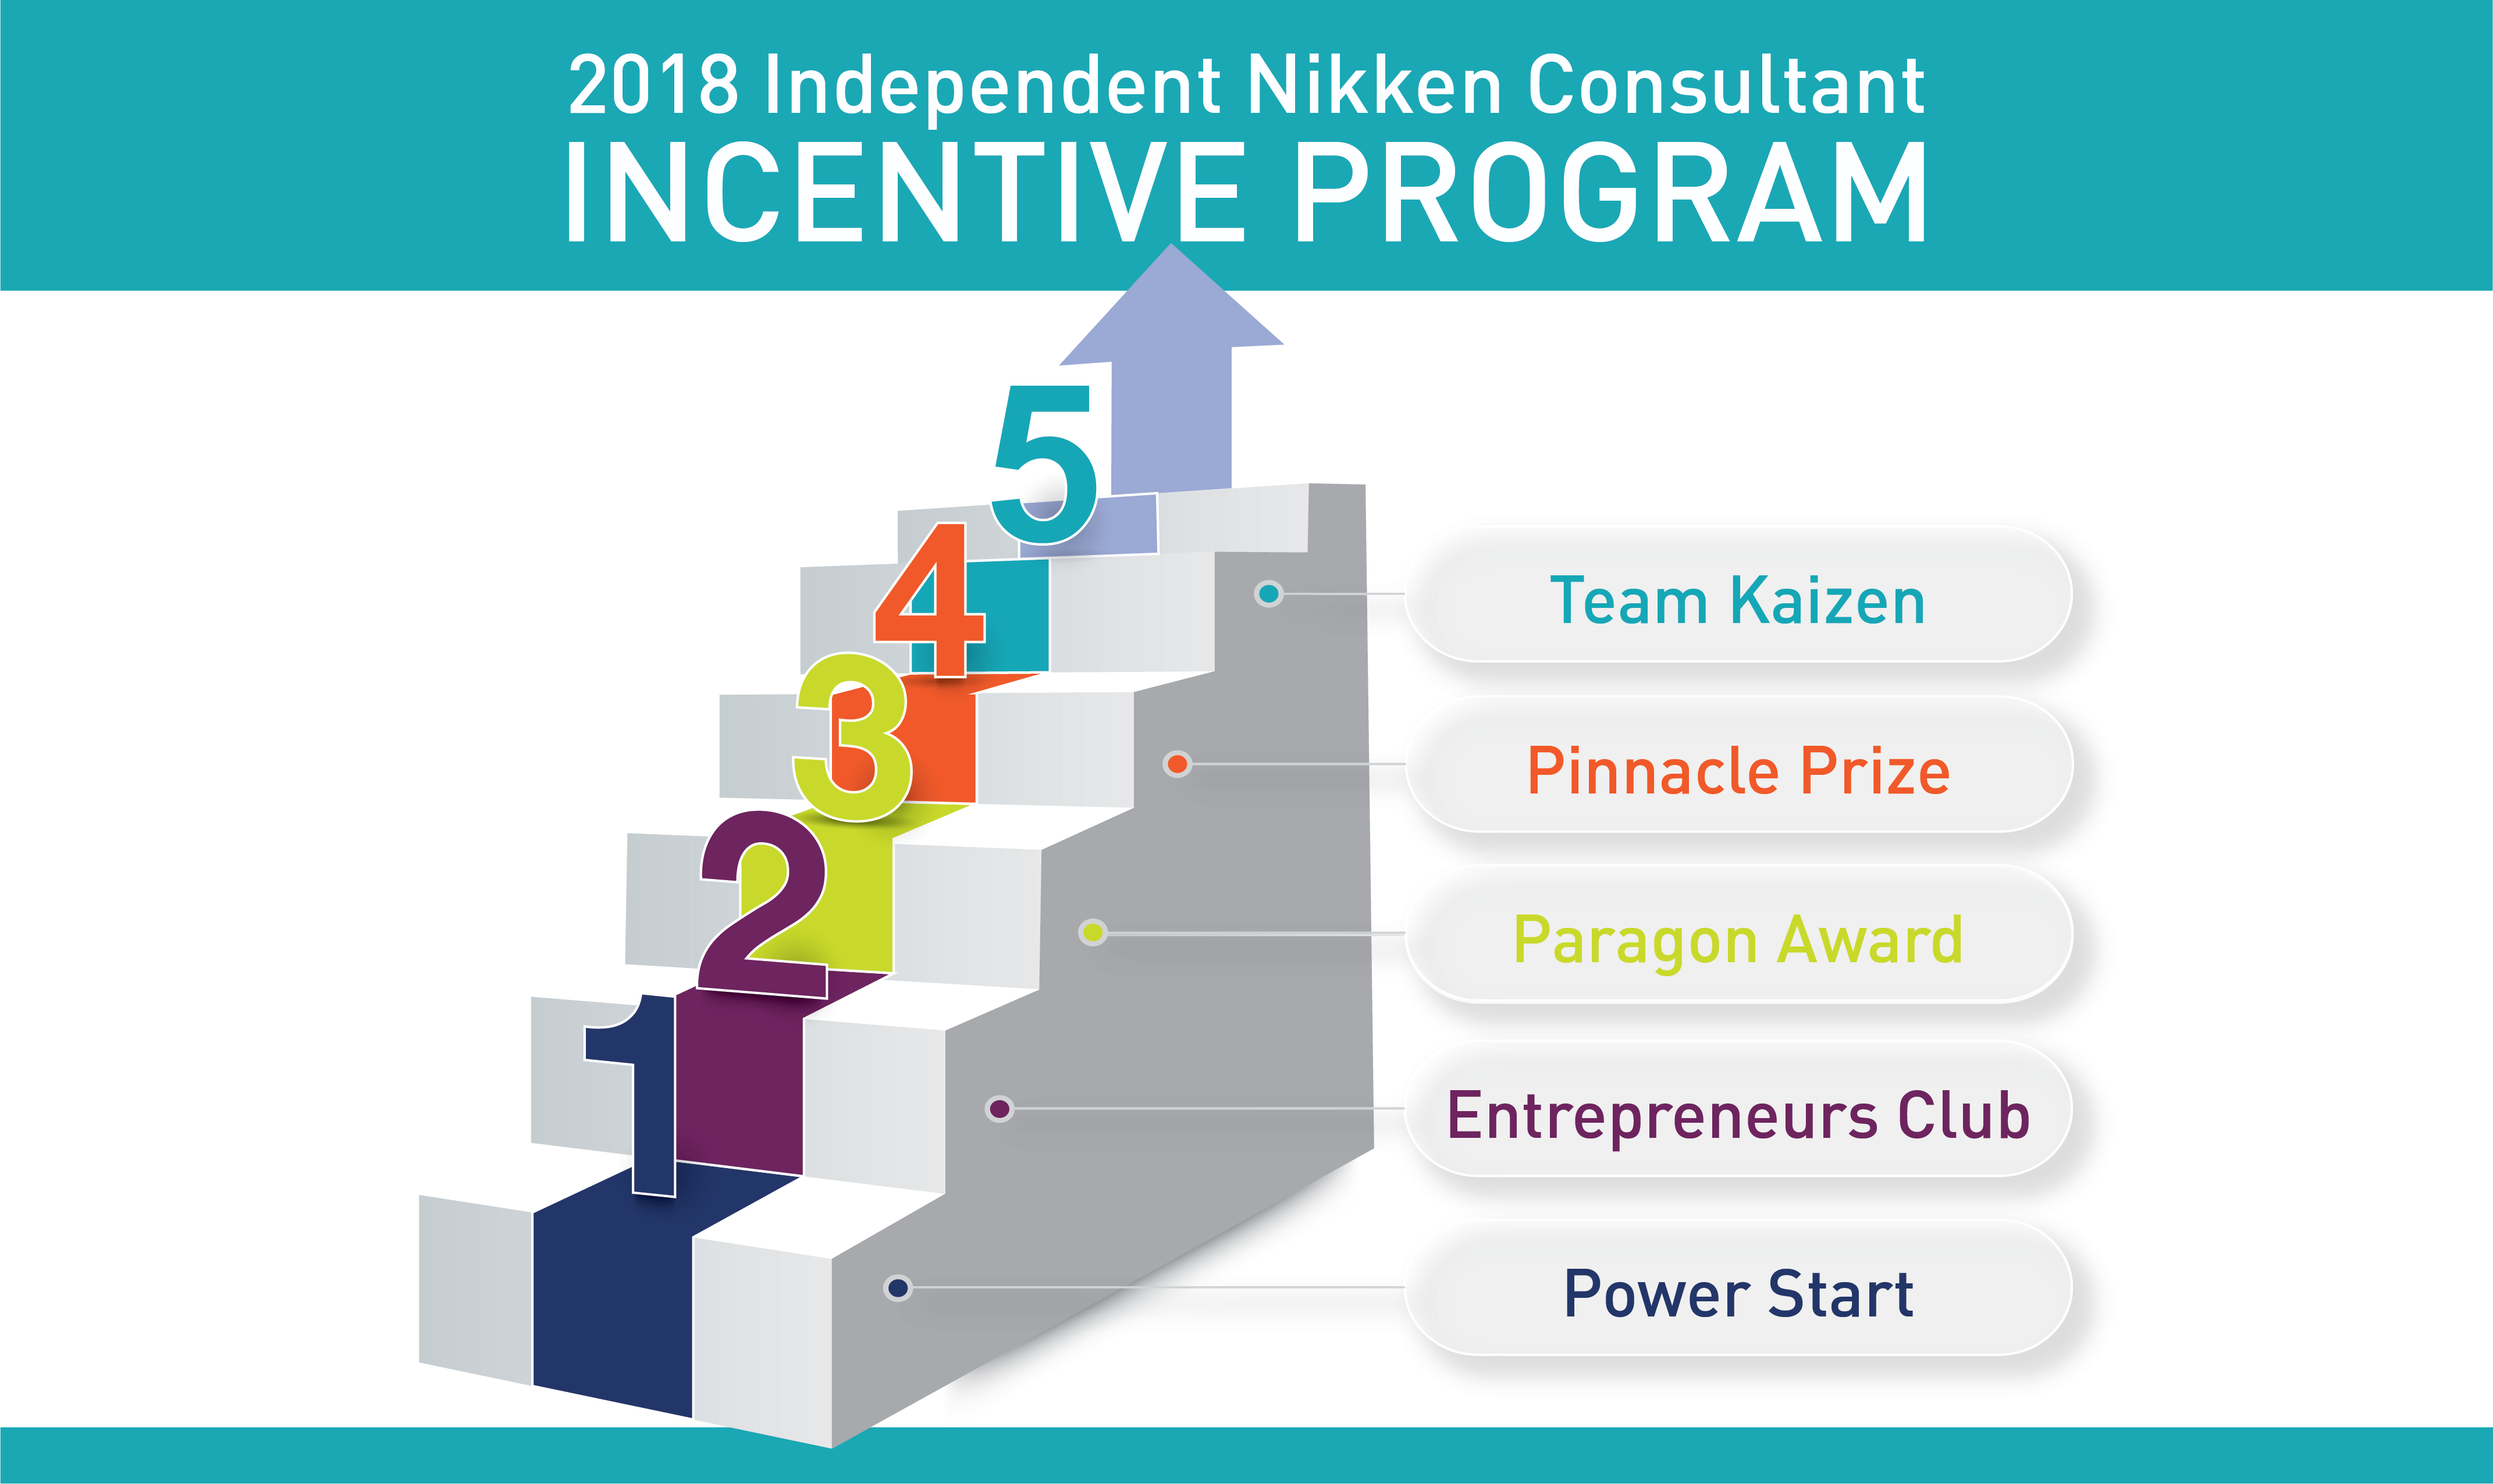 2018 Independent Nikken Consultant
INCENTIVE PROGRAM
5
4
3
2
1
Team Kaizen
Pinnacle Prize
Paragon Award
Entrepreneurs Club
Power Start